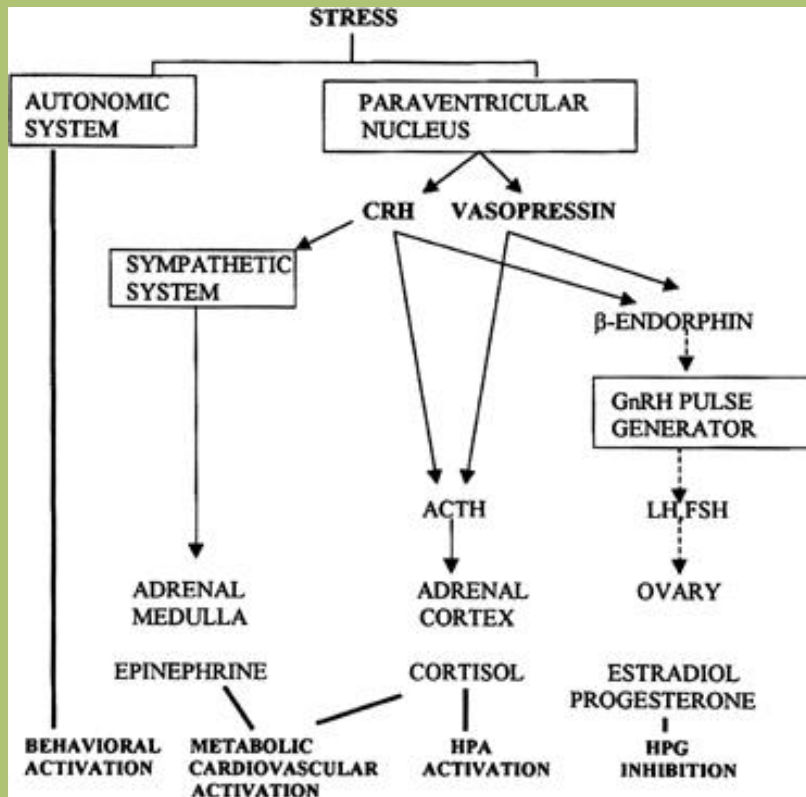 STRESS
AUTONOMIC
SYSTEM
PARAVENTRICULAR
NUCLEUS
CRH VASOPRESSIN
SYMPATHETIC
SYSTEM
β-ENDORPHIN
GnRH PULSE
GENERATOR
ACTH
LH,FSH
ADRENAL
MEDULLA
ADRENAL
CORTEX
OVARY
EPINEPHRINE
CORTISOL
ESTRADIOL
PROGESTERONE
BEHAVIORAL
ACTIVATION
METABOLIC
CARDIOVASCULAR
ACTIVATION
HPA
ACTIVATION
HPG
INHIBITION